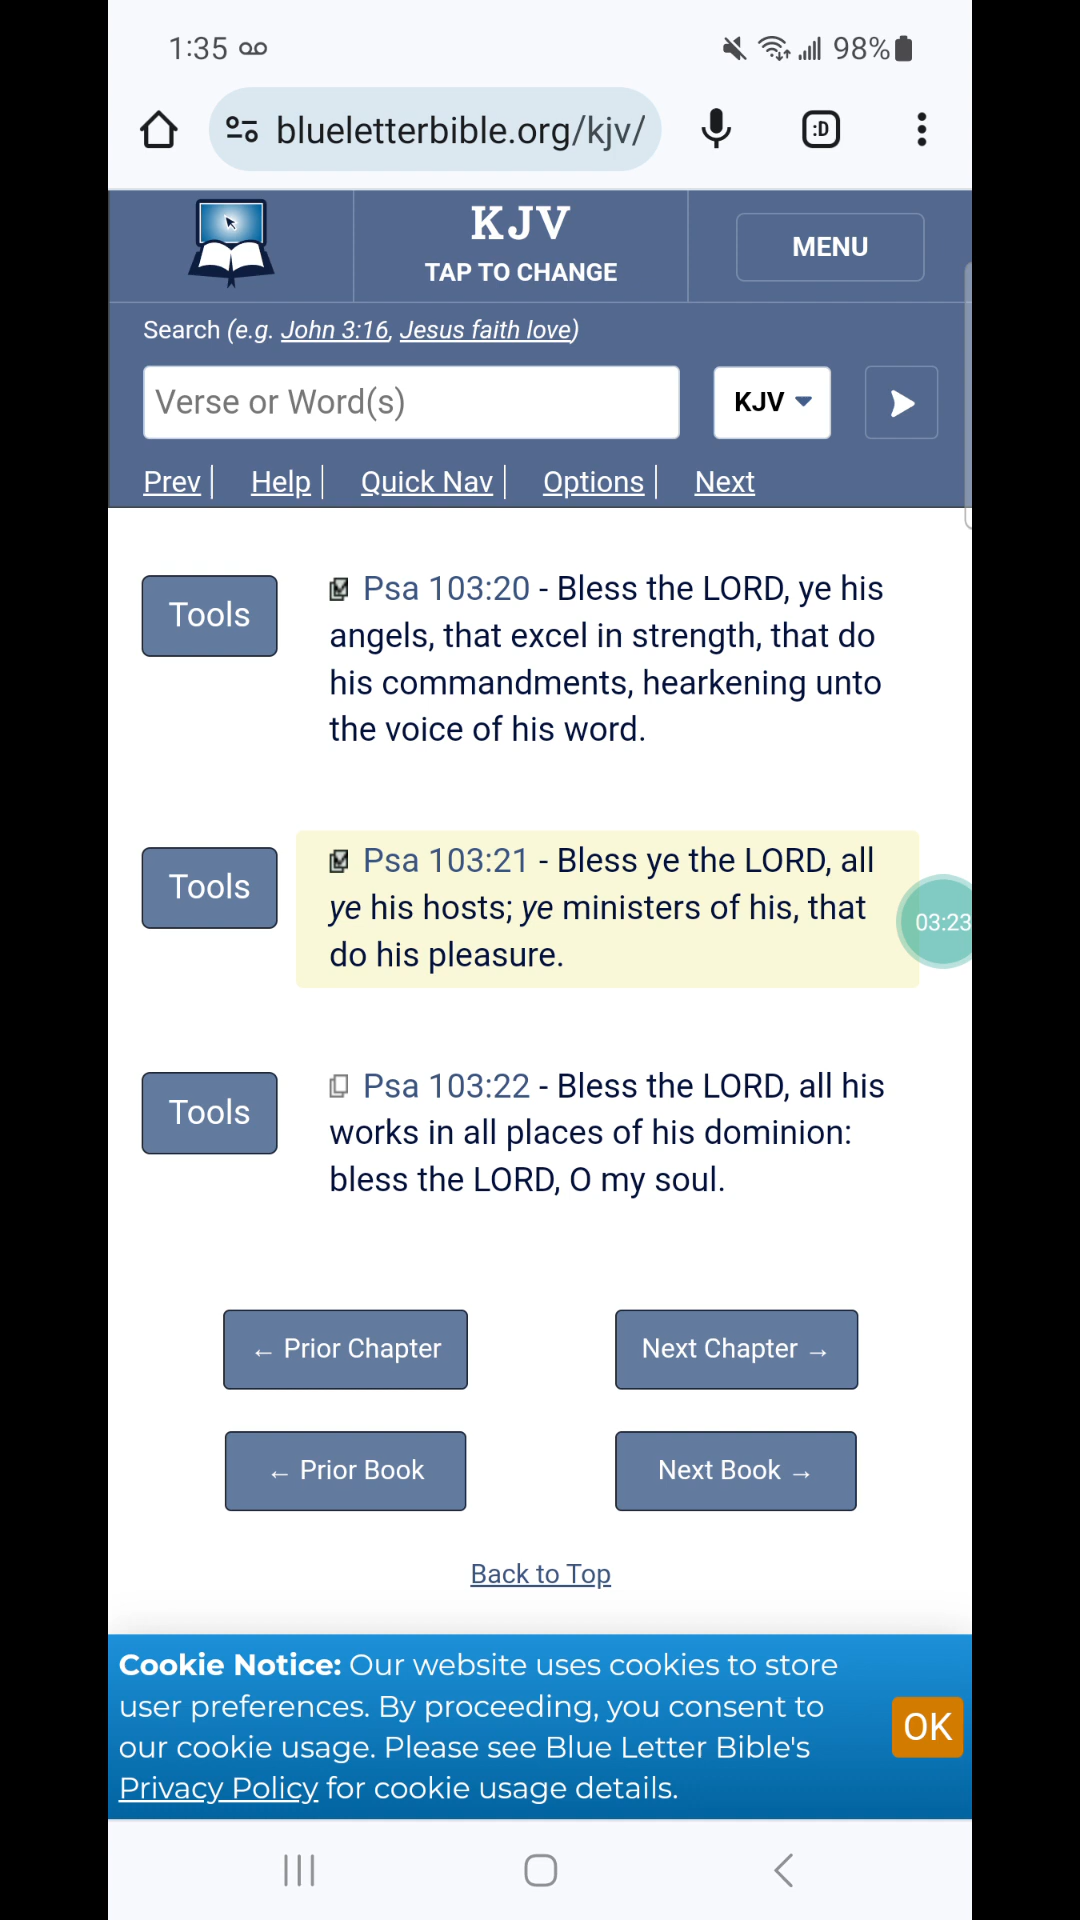 1:35
98%
blueletterbible.org/kjv/
:D
KJV
TAP TO CHANGE
MENU
Search (e.g. John 3:16, Jesus faith love)
Verse or Word(s)
KJV
Prev | Help | Quick Nav | Options | Next
Tools
Psa 103:20 - Bless the LORD, ye his
angels, that excel in strength, that do
his commandments, hearkening unto
the voice of his word.
Tools
Psa 103:21 - Bless ye the LORD, all
ye his hosts; ye ministers of his, that
do his pleasure.
03:23
Tools
Psa 103:22 - Bless the LORD, all his
works in all places of his dominion:
bless the LORD, O my soul.
← Prior Chapter
Next Chapter →
← Prior Book
Next Book →
Back to Top
Cookie Notice: Our website uses cookies to store
user preferences. By proceeding, you consent to
our cookie usage. Please see Blue Letter Bible's
Privacy Policy for cookie usage details.
OK